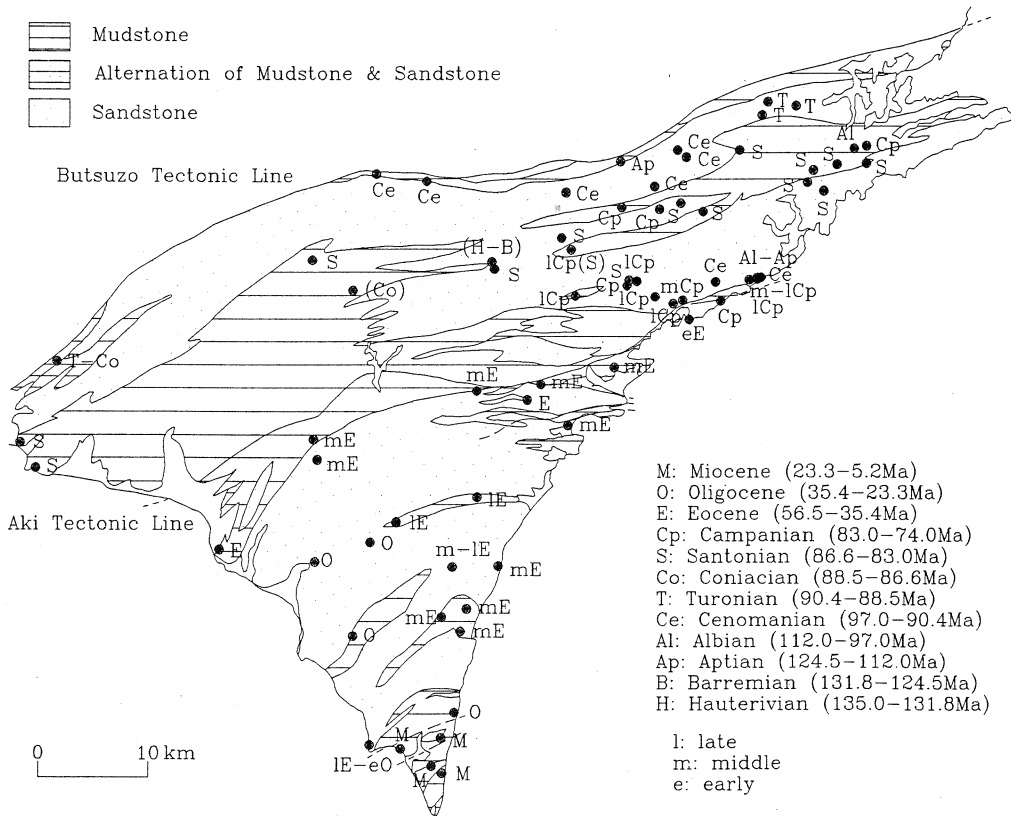 Mudstone
Alternation of Mudstone & Sandstone
Sandstone
T
T
T
Al
Cp
Ce
Ce
S
S
S
S
Butsuzo Tectonic Line
Ap
Ce
Ce
Ce
Ce
S
S
Cp
Cp
S
S
S
(H-B)
S
S
lCp(S)
(Co)
S
lCp
Ce
Al-Ap
Ce
Cp
mCp
m-lCp
lCp
lCp
lCp
Cp
lCp
eE
T-Co
mE
mE
mE
E
mE
S
mE
S
mE
lE
Aki Tectonic Line
lE
E
O
O
m-lE
mE
mE
mE
mE
O
O
M
M
lE-eO
M
M
0 10 km
M: Miocene (23.3-5.2Ma)
O: Oligocene (35.4-23.3Ma)
E: Eocene (56.5-35.4Ma)
Cp: Campanian (83.0-74.0Ma)
S: Santonian (86.6-83.0Ma)
Co: Coniacian (88.5-86.6Ma)
T: Turonian (90.4-88.5Ma)
Ce: Cenomanian (97.0-90.4Ma)
Al: Albian (112.0-97.0Ma)
Ap: Aptian (124.5-112.0Ma)
B: Barremian (131.8-124.5Ma)
H: Hauterivian (135.0-131.8Ma)
l: late
m: middle
e: early